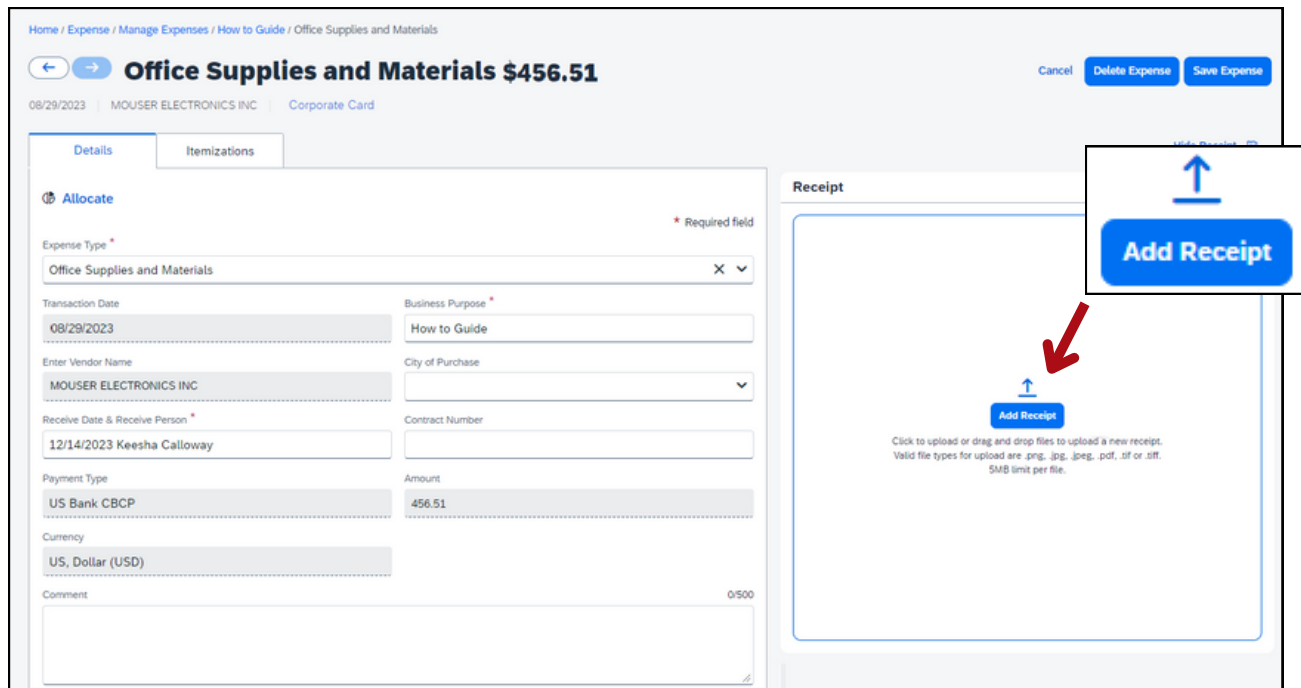 Home / Expense / Manage Expenses / How to Guide / Office Supplies and Materials
Office Supplies and Materials $456.51
Cancel
Delete Expense
Save Expense
08/29/2023 | MOUSER ELECTRONICS INC | Corporate Card
Details
Itemizations
Hide Receipt
Allocate
* Required field
Expense Type *
Office Supplies and Materials
Transaction Date
Business Purpose *
08/29/2023
How to Guide
Enter Vendor Name
City of Purchase
MOUSER ELECTRONICS INC
Receive Date & Receive Person *
Contract Number
12/14/2023 Keesha Calloway
Payment Type
Amount
US Bank CBCP
456.51
Currency
US, Dollar (USD)
Comment
0/500
Receipt
Add Receipt
Add Receipt
Click to upload or drag and drop files to upload a new receipt.
Valid file types for upload are .png, .jpg, .jpeg, .pdf, .tif or .tiff.
5MB limit per file.